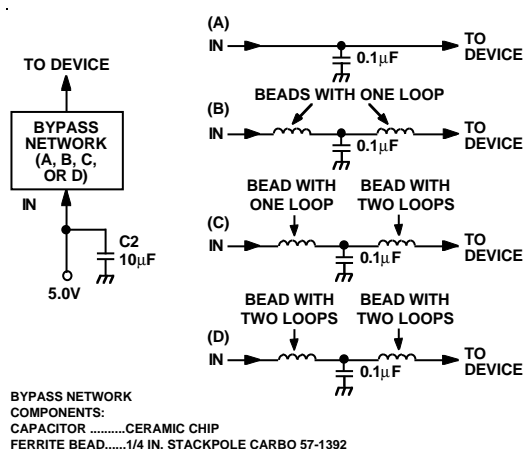 TO DEVICE
BYPASS
NETWORK
(A, B, C,
OR D)
IN
C2
10µF
5.0V
(A)
IN
0.1µF
TO
DEVICE
BEADS WITH ONE LOOP
(B)
IN
0.1µF
TO
DEVICE
BEAD WITH
ONE LOOP
BEAD WITH
TWO LOOPS
(C)
IN
0.1µF
TO
DEVICE
BEAD WITH
TWO LOOPS
BEAD WITH
TWO LOOPS
(D)
IN
0.1µF
TO
DEVICE
BYPASS NETWORK
COMPONENTS:
CAPACITOR ..........CERAMIC CHIP
FERRITE BEAD......1/4 IN. STACKPOLE CARBO 57-1392